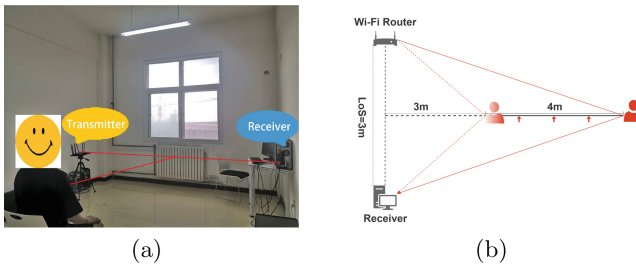 Transmitter
Receiver
(a)
Wi-Fi Router
LoS=3m
3m
4m
Receiver
(b)